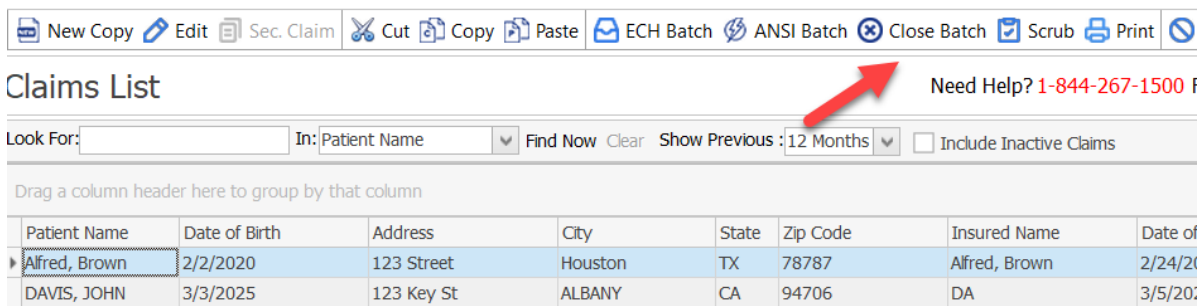 New Copy Edit Sec. Claim Cut Copy Paste ECH Batch ANSI Batch Close Batch Scrub Print
Claims List Need Help? 1-844-267-1500
Look For: In: Patient Name Find Now Clear Show Previous : 12 Months Include Inactive Claims
Drag a column header here to group by that column
Patient Name Date of Birth Address City State Zip Code Insured Name Date of
Alfred, Brown 2/2/2020 123 Street Houston TX 78787 Alfred, Brown 2/24/20
DAVIS, JOHN 3/3/2025 123 Key St ALBANY CA 94706 DA 3/5/202